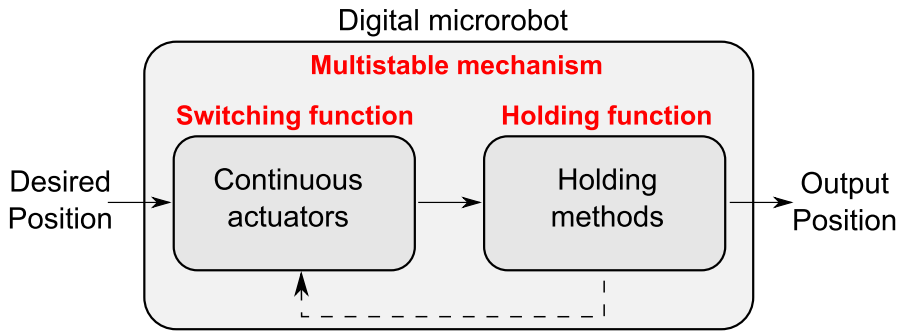 Digital microrobot
Multistable mechanism
Switching function
Holding function
Desired
Position
Continuous
actuators
Holding
methods
Output
Position